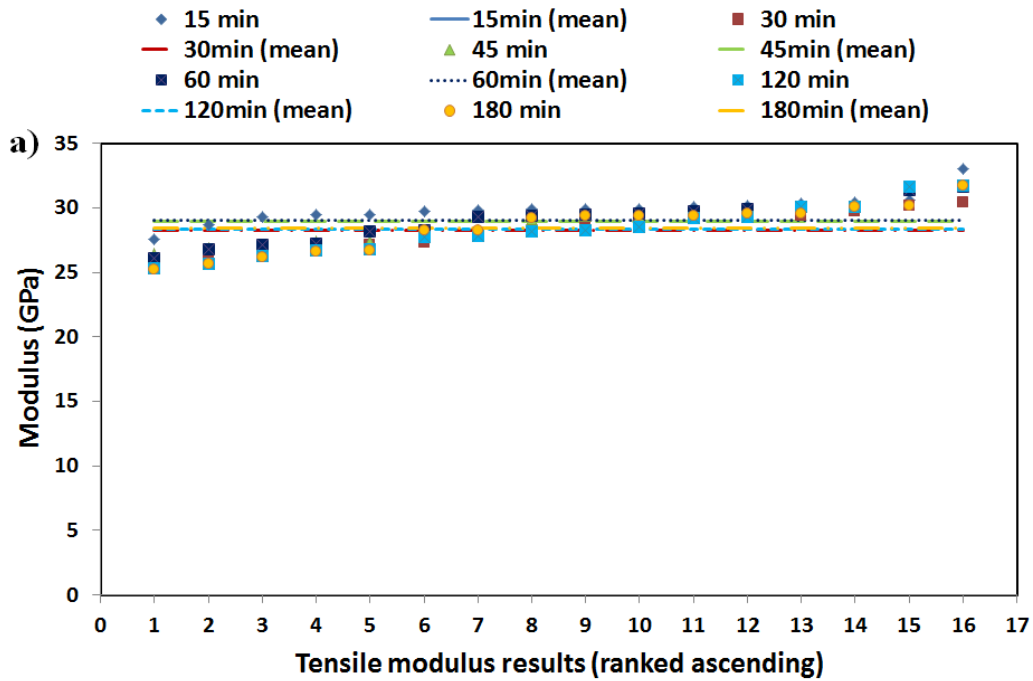 15 min 15min (mean) 30 min
30min (mean) 45 min 45min (mean)
60 min 60min (mean) 120 min
120min (mean) 180 min 180min (mean)
a)
35
30
25
20
15
10
5
0
Modulus (GPa)
0 1 2 3 4 5 6 7 8 9 10 11 12 13 14 15 16 17
Tensile modulus results (ranked ascending)